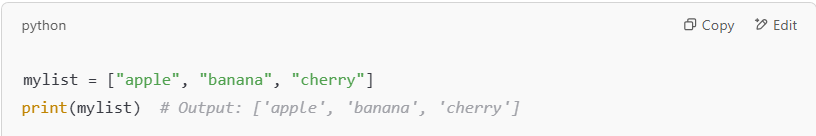 python
Copy
Edit
mylist = ["apple", "banana", "cherry"]
print(mylist)  # Output: ['apple', 'banana', 'cherry']